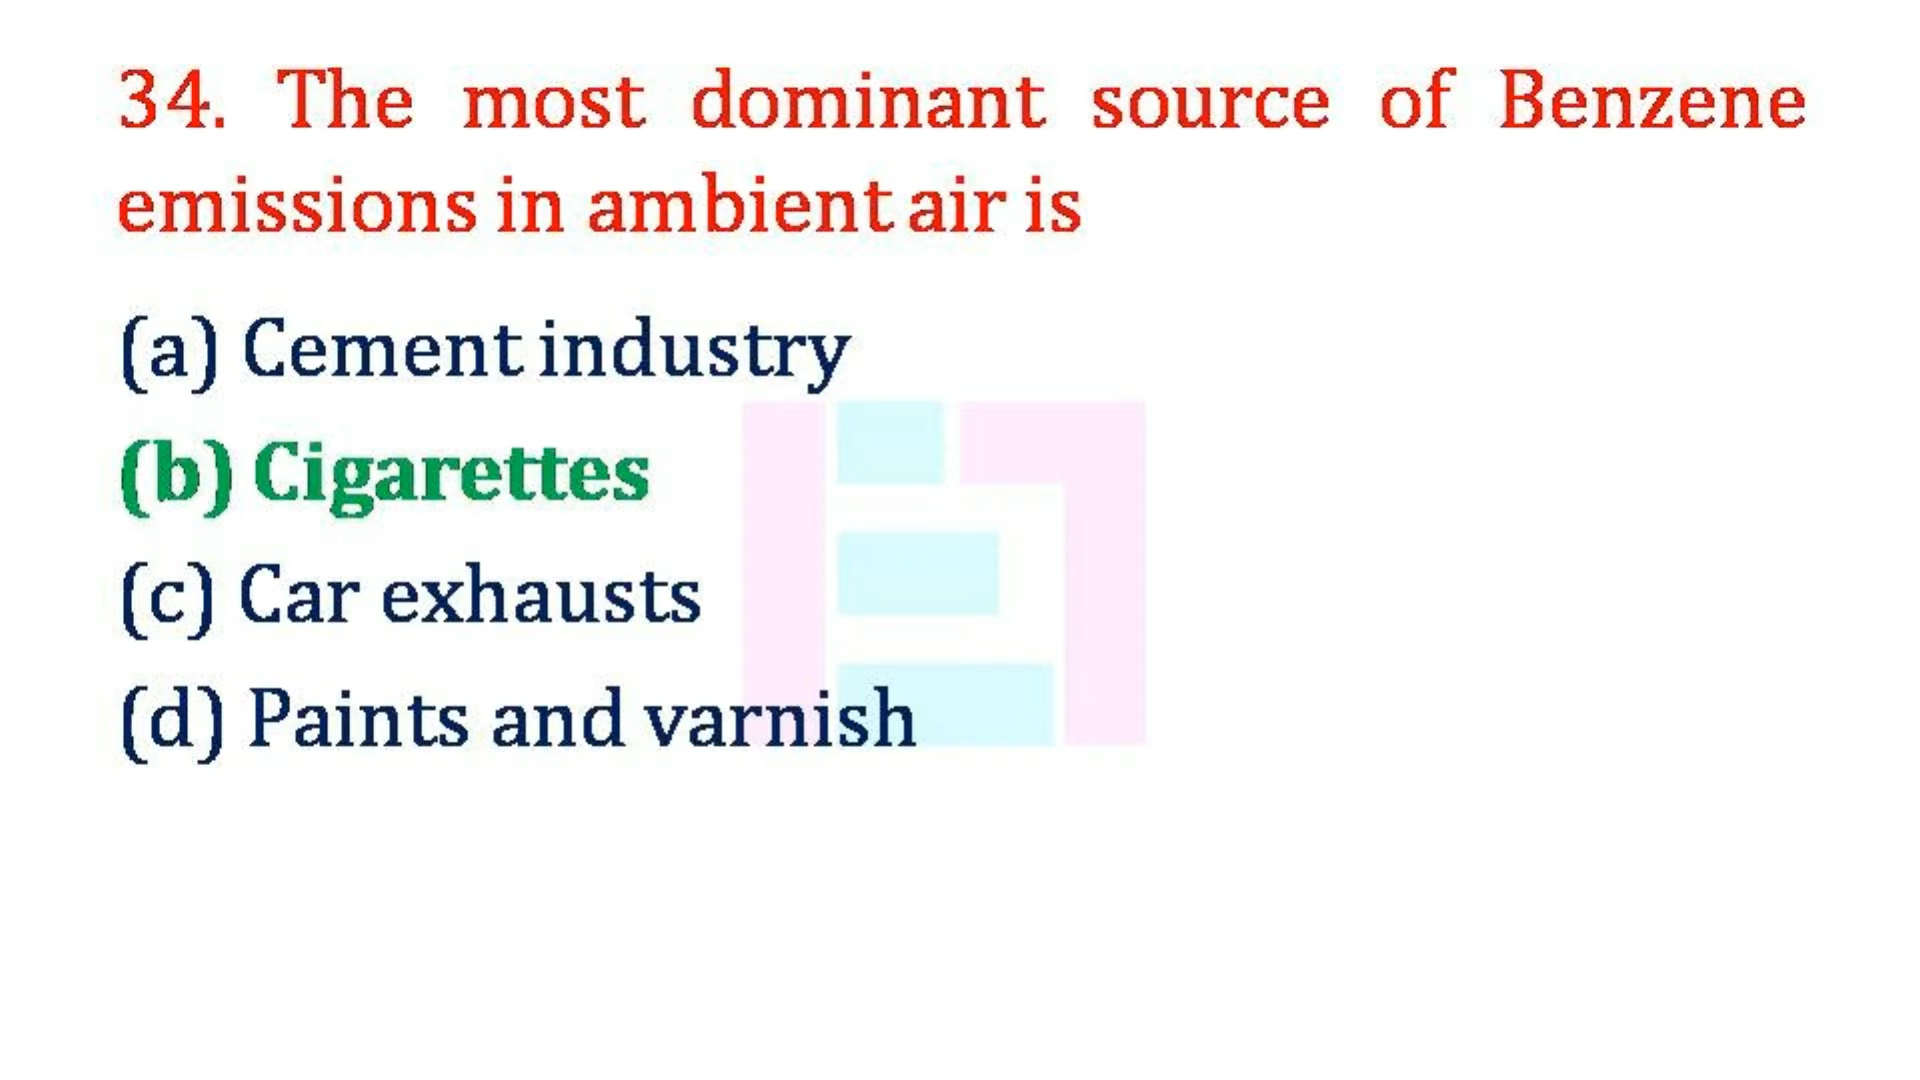 34. The most dominant source of Benzene
emissions in ambient air is
(a) Cement industry
(b) Cigarettes
(c) Car exhausts
(d) Paints and varnish